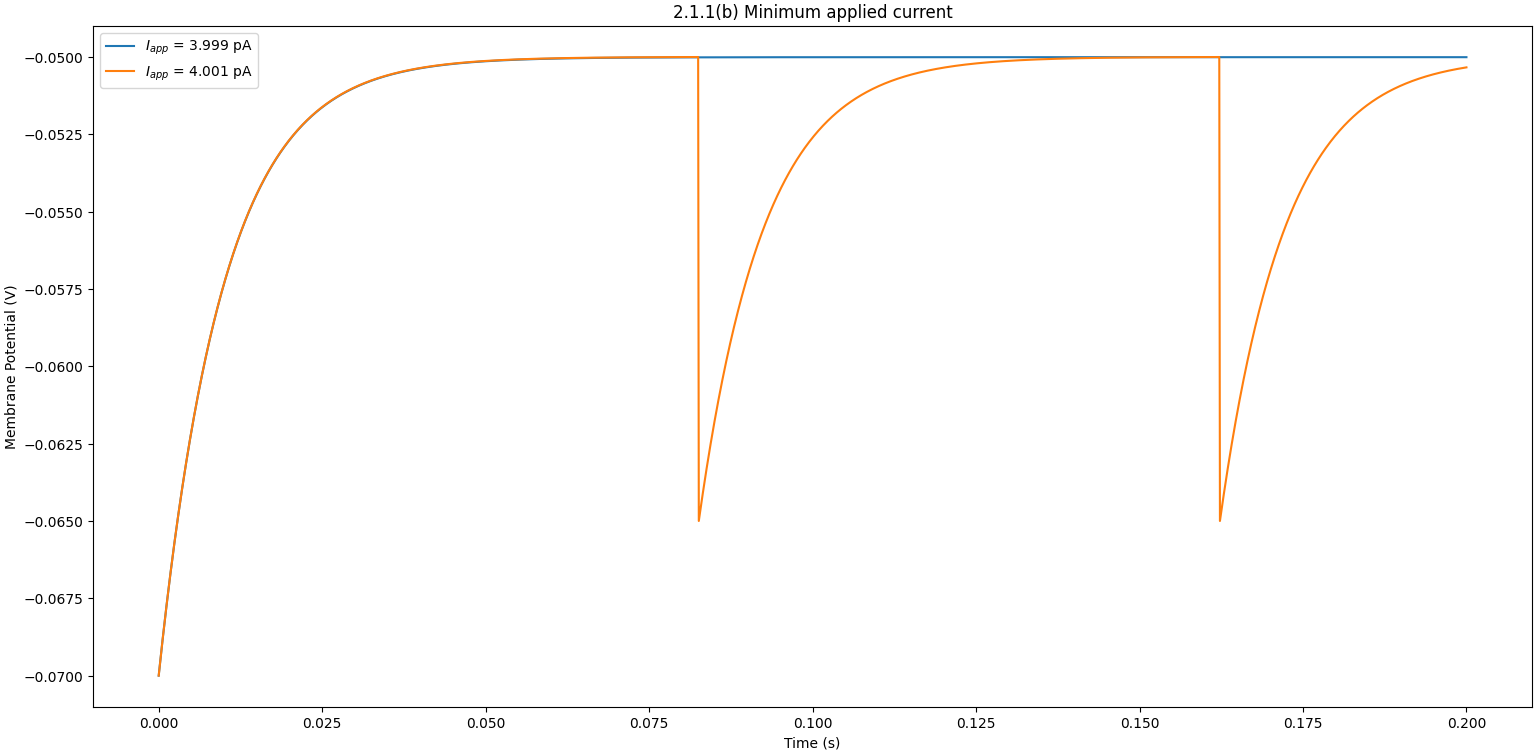 2.1.1(b) Minimum applied current
I_app = 3.999 pA
I_app = 4.001 pA
Membrane Potential (V)
−0.0500
−0.0525
−0.0550
−0.0575
−0.0600
−0.0625
−0.0650
−0.0675
−0.0700
0.000 0.025 0.050 0.075 0.100 0.125 0.150 0.175 0.200
Time (s)